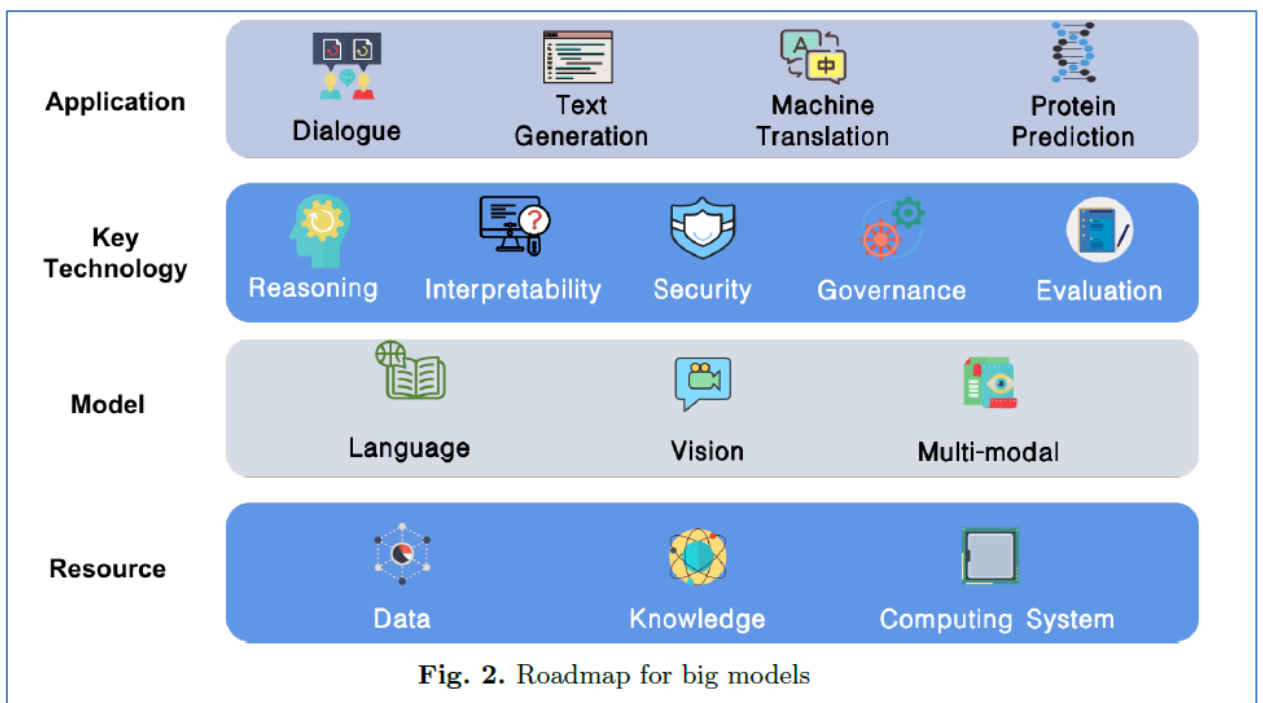 Application
Dialogue
Text
Generation
A
中
Machine
Translation
Protein
Prediction
Key
Technology
?
Reasoning
Interpretability
Security
Governance
Evaluation
Model
Language
Vision
Multi-modal
Resource
Data
Knowledge
Computing System
Fig. 2. Roadmap for big models